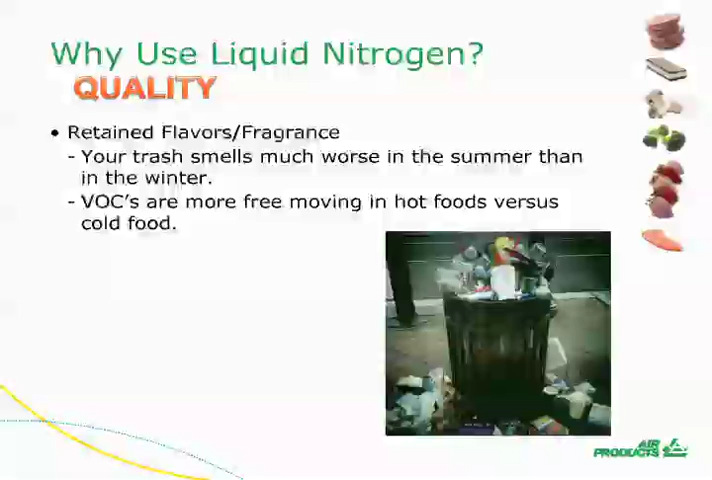 Why Use Liquid Nitrogen?
QUALITY
• Retained Flavors/Fragrance
- Your trash smells much worse in the summer than
in the winter.
- VOC's are more free moving in hot foods versus
cold food.
AIR
PRODUCTS